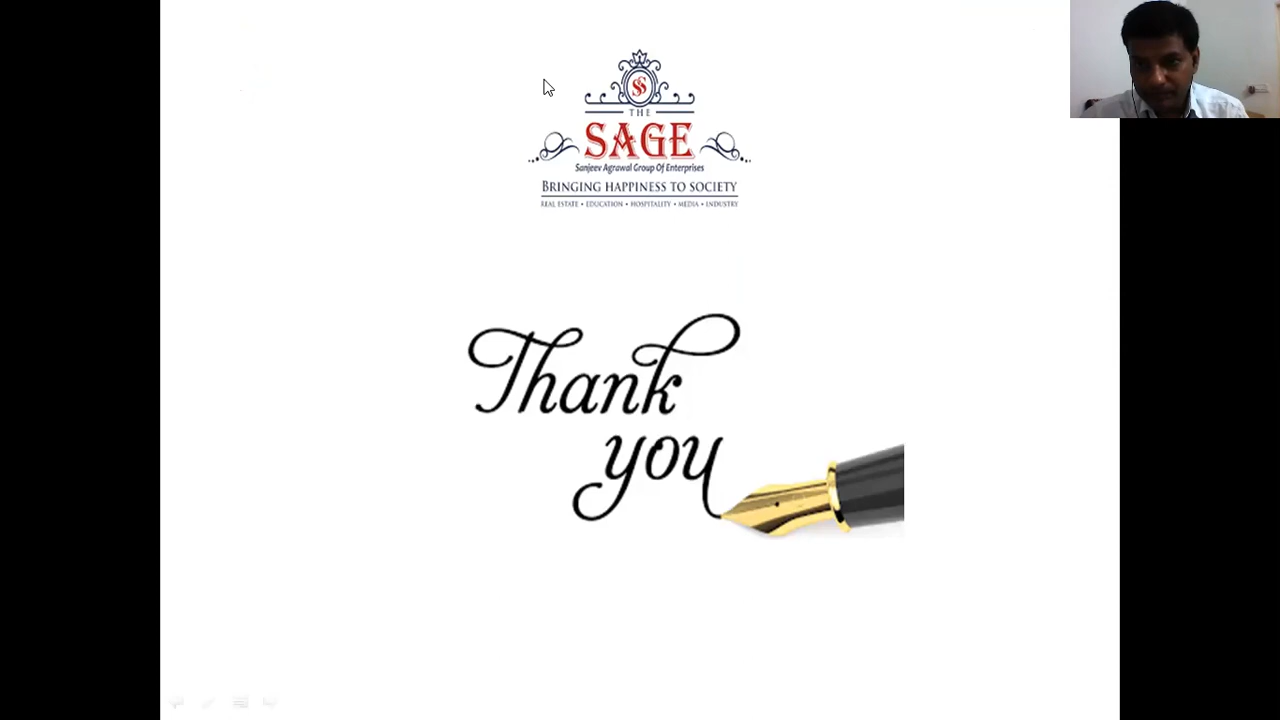 SS
THE
SAGE
Sanjeev Agrawal Group Of Enterprises
BRINGING HAPPINESS TO SOCIETY
REAL ESTATE • EDUCATION • HOSPITALITY • MEDIA • INDUSTRY
Thank
you